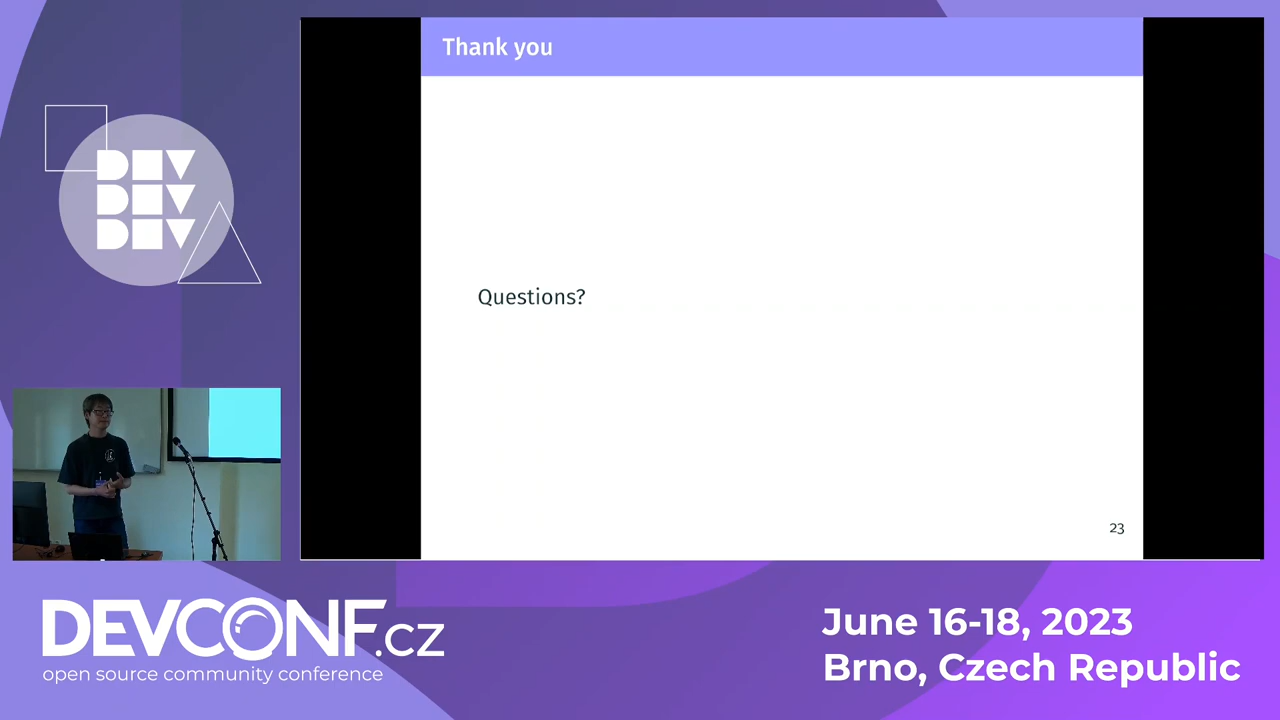 Thank you
DEV
DEV
DEV
Questions?
23
DEVCONF.cz
open source community conference
June 16-18, 2023
Brno, Czech Republic